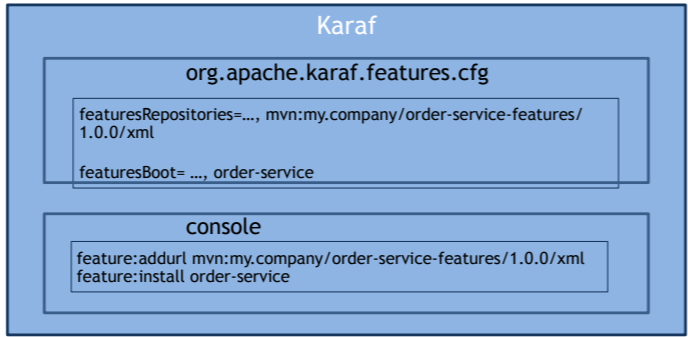 Karaf
org.apache.karaf.features.cfg
featuresRepositories=…, mvn:my.company/order-service-features/
1.0.0/xml
featuresBoot= …, order-service
console
feature:addurl mvn:my.company/order-service-features/1.0.0/xml
feature:install order-service